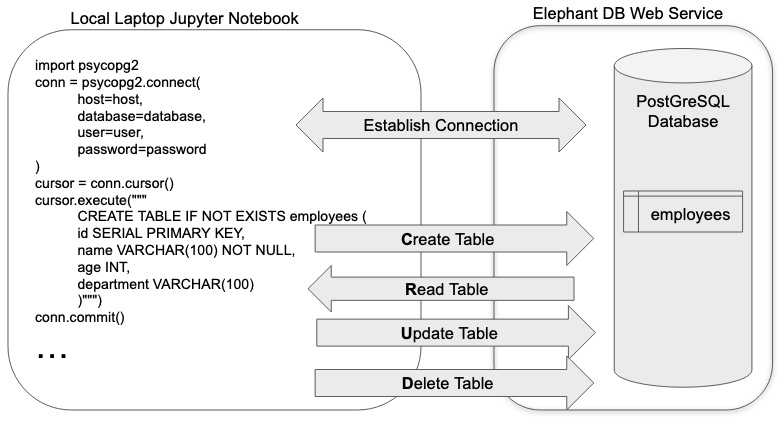 Local Laptop Jupyter Notebook
import psycopg2
conn = psycopg2.connect(
host=host,
database=database,
user=user,
password=password
)
cursor = conn.cursor()
cursor.execute("""
CREATE TABLE IF NOT EXISTS employees (
id SERIAL PRIMARY KEY,
name VARCHAR(100) NOT NULL,
age INT,
department VARCHAR(100)
)""")
conn.commit()
...
Establish Connection
Create Table
Read Table
Update Table
Delete Table
Elephant DB Web Service
PostGreSQL
Database
employees